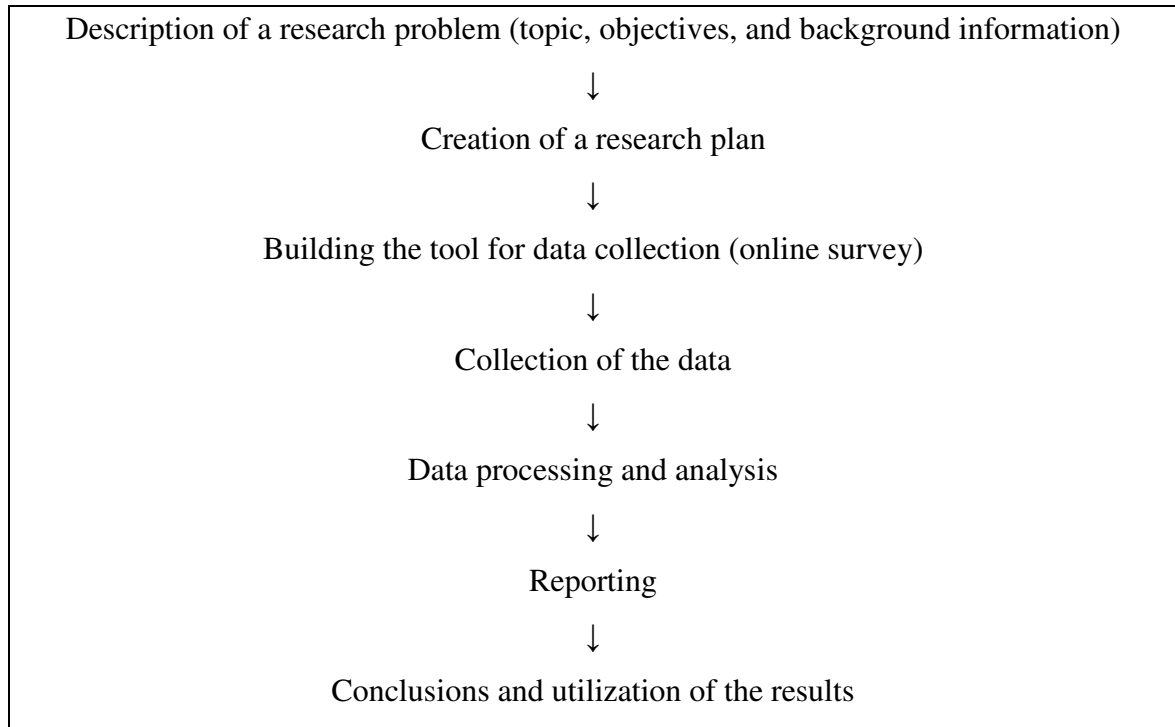 Description of a research problem (topic, objectives, and background information)
↓
Creation of a research plan
↓
Building the tool for data collection (online survey)
↓
Collection of the data
↓
Data processing and analysis
↓
Reporting
↓
Conclusions and utilization of the results